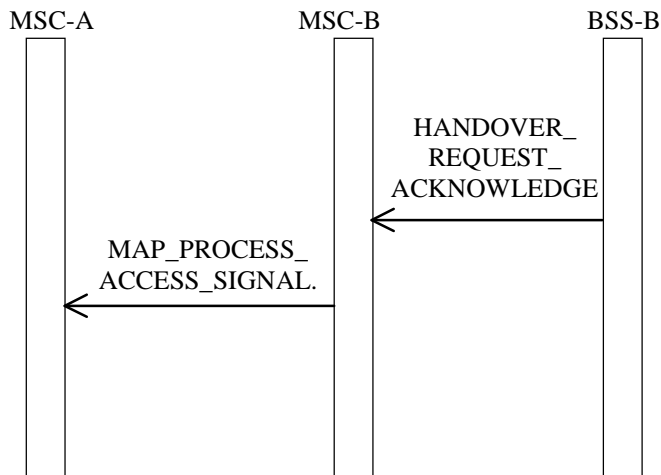 MSC-A
MSC-B
BSS-B
HANDOVER_
REQUEST_
ACKNOWLEDGE
MAP_PROCESS_
ACCESS_SIGNAL.